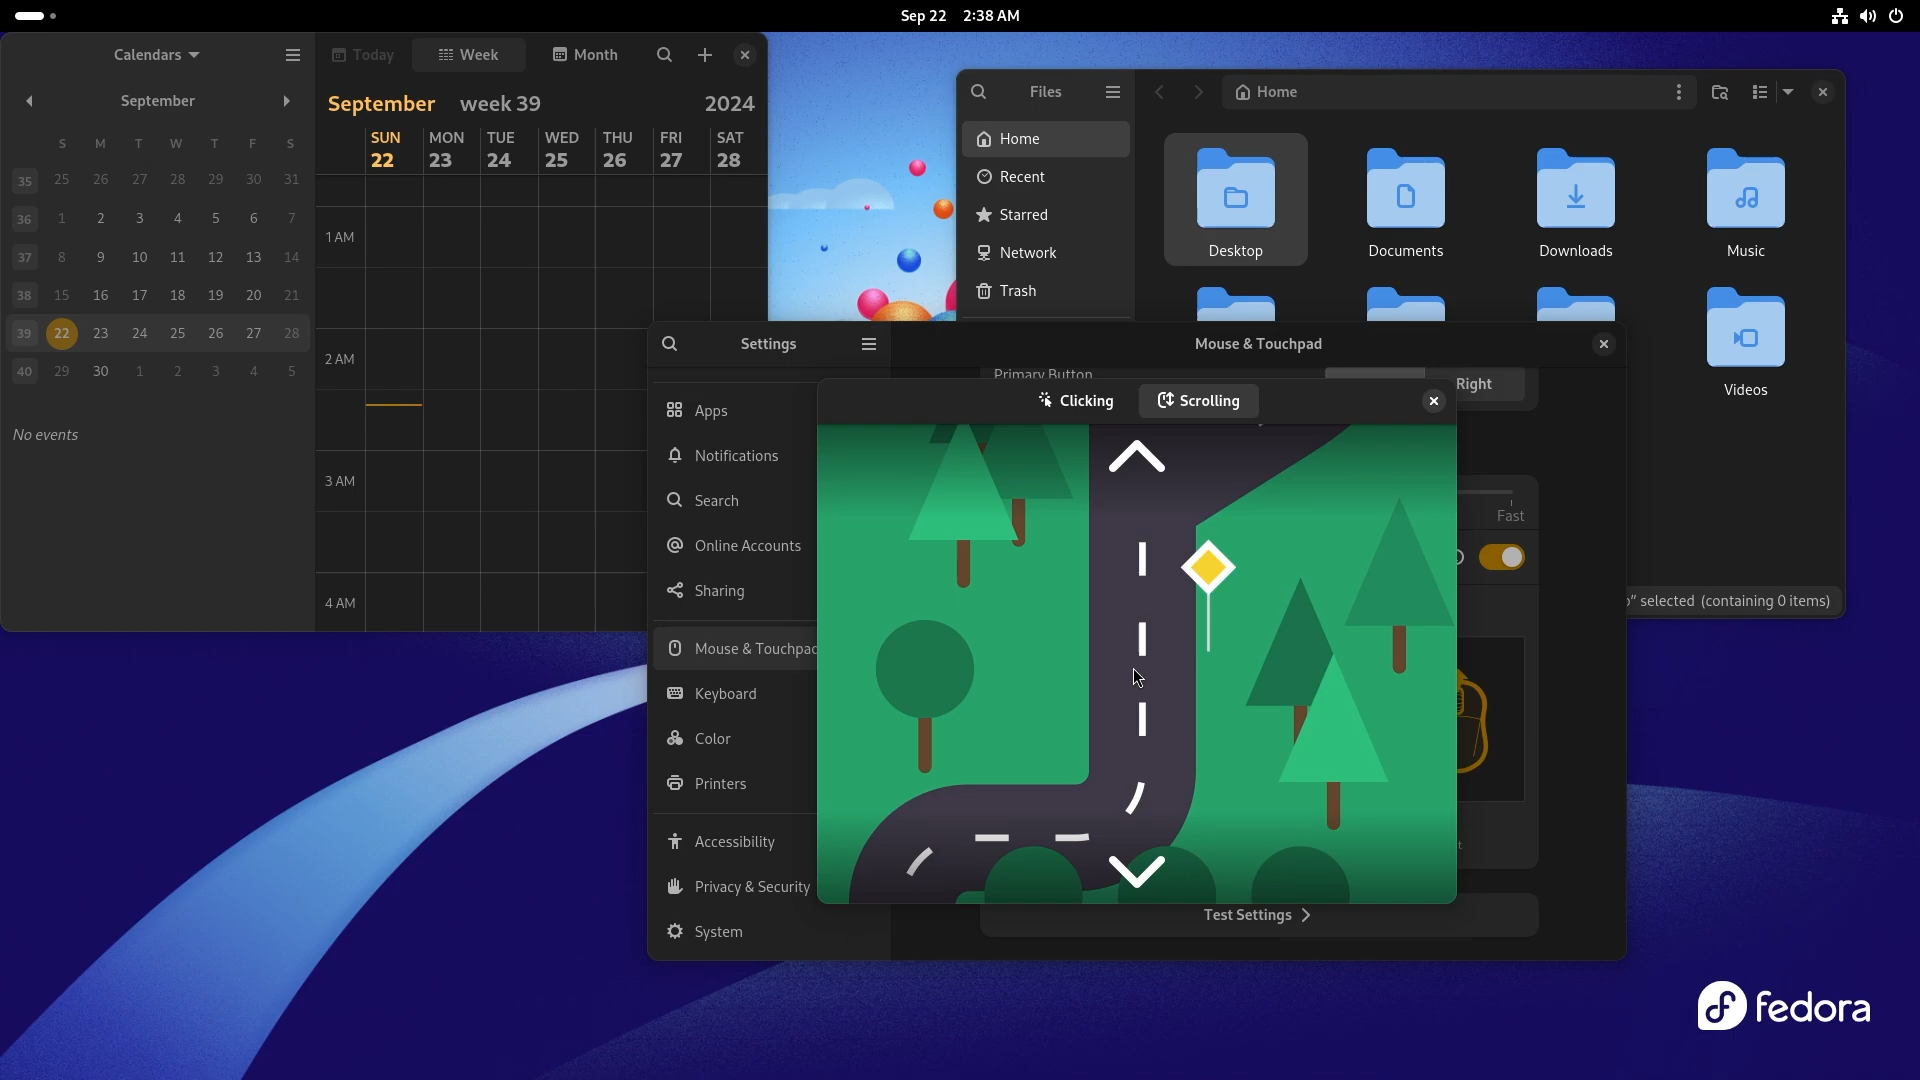 Sep 22 2:38 AM
Calendars
Today
Week
Month
September
September week 39 2024
S M T W T F S
35 25 26 27 28 29 30 31
36 1 2 3 4 5 6 7
37 8 9 10 11 12 13 14
38 15 16 17 18 19 20 21
39 22 23 24 25 26 27 28
40 29 30 1 2 3 4 5
No events
SUN MON TUE WED THU FRI SAT
22 23 24 25 26 27 28
1 AM
2 AM
3 AM
4 AM
Files
Home
Home
Recent
Starred
Network
Trash
Desktop
Documents
Downloads
Music
Videos
selected (containing 0 items)
Settings
Mouse & Touchpad
Apps
Notifications
Search
Online Accounts
Sharing
Mouse & Touchpad
Keyboard
Color
Printers
Accessibility
Privacy & Security
System
Primary Button
Right
Fast
Test Settings
Clicking
Scrolling
fedora